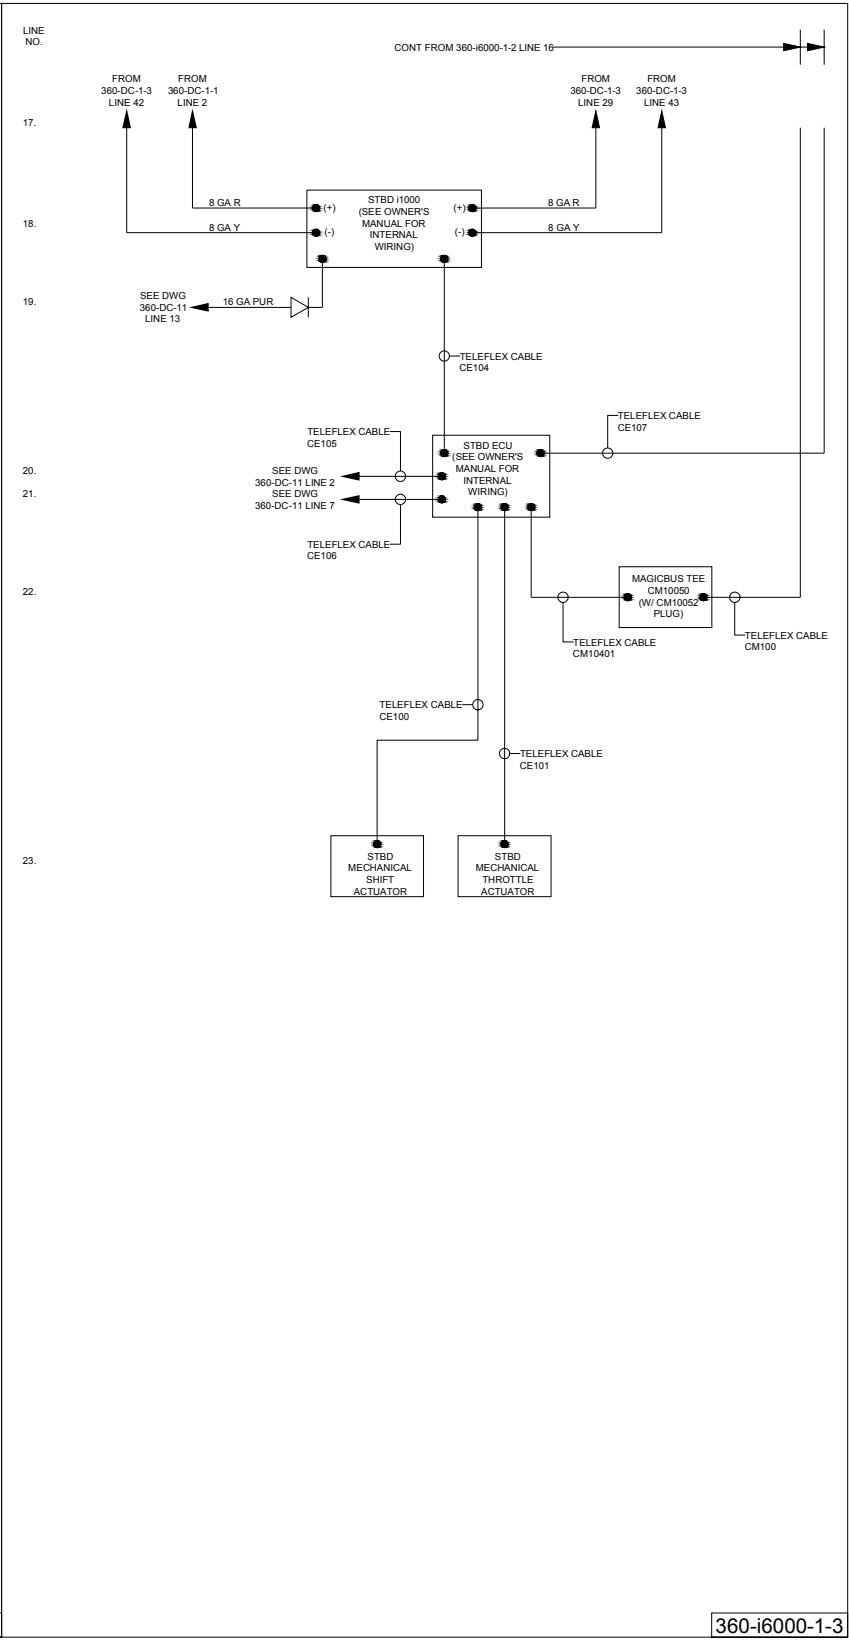 LINE
NO.
CONT FROM 360-i6000-1-2 LINE 16
FROM
360-DC-1-3
LINE 42
FROM
360-DC-1-1
LINE 2
FROM
360-DC-1-3
LINE 29
FROM
360-DC-1-3
LINE 43
17.
8 GA R
(+)
STBD i1000
(SEE OWNER'S
MANUAL FOR
INTERNAL
WIRING)
(+)
8 GA R
18.
8 GA Y
(-)
(-)
8 GA Y
19.
SEE DWG
360-DC-11
LINE 13
16 GA PUR
TELEFLEX CABLE
CE104
TELEFLEX CABLE
CE107
TELEFLEX CABLE
CE105
STBD ECU
(SEE OWNER'S
MANUAL FOR
INTERNAL
WIRING)
20.
SEE DWG
360-DC-11 LINE 2
21.
SEE DWG
360-DC-11 LINE 7
TELEFLEX CABLE
CE106
22.
MAGICBUS TEE
CM10050
(W/ CM10052
PLUG)
TELEFLEX CABLE
CM10401
TELEFLEX CABLE
CM100
TELEFLEX CABLE
CE100
TELEFLEX CABLE
CE101
23.
STBD
MECHANICAL
SHIFT
ACTUATOR
STBD
MECHANICAL
THROTTLE
ACTUATOR
360-i6000-1-3